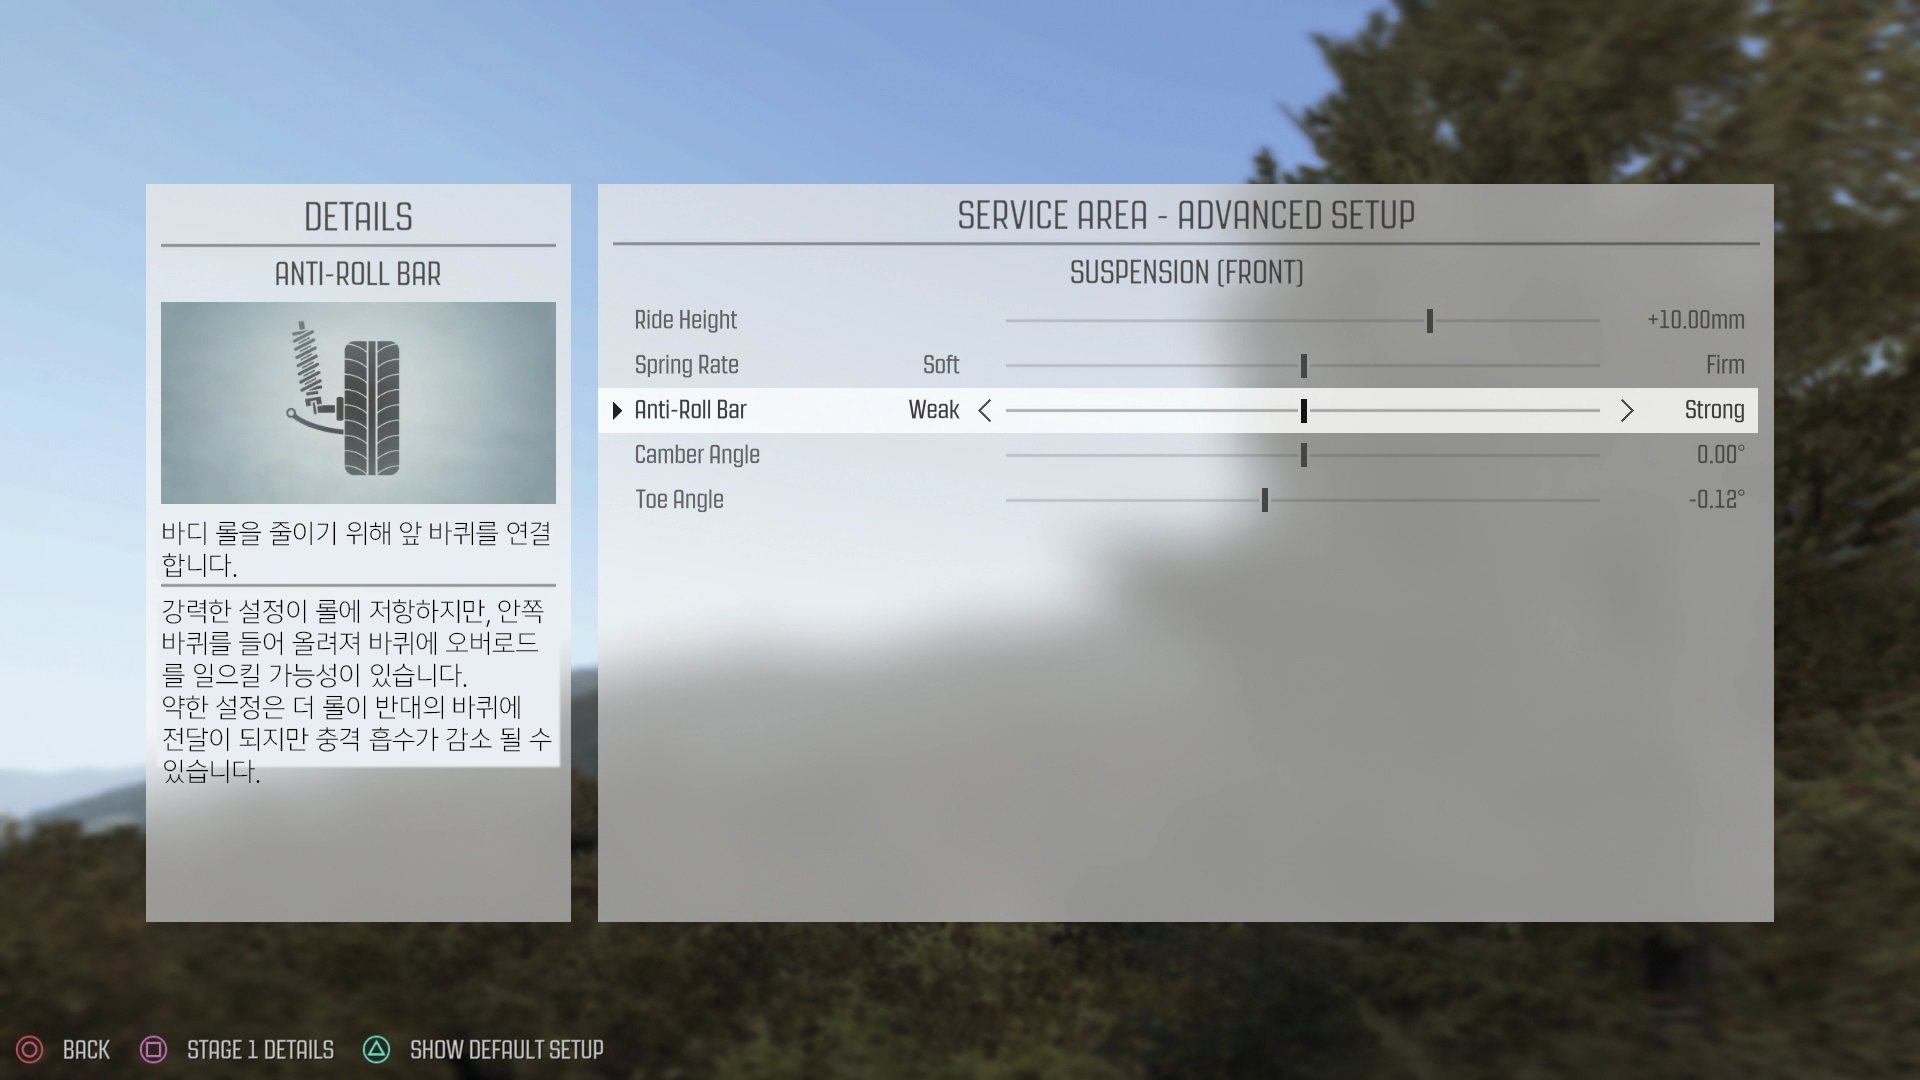 DETAILS
ANTI-ROLL BAR
바디 롤을 줄이기 위해 앞 바퀴를 연결
합니다.
강력한 설정이 롤에 저항하지만, 안쪽
바퀴를 들어 올려져 바퀴에 오버로드
를 일으킬 가능성이 있습니다.
약한 설정은 더 롤이 반대의 바퀴에
전달이 되지만 충격 흡수가 감소 될 수
있습니다.
SERVICE AREA - ADVANCED SETUP
SUSPENSION (FRONT)
Ride Height +10.00mm
Spring Rate Soft Firm
Anti-Roll Bar Weak Strong
Camber Angle 0.00°
Toe Angle -0.12°
BACK STAGE 1 DETAILS SHOW DEFAULT SETUP